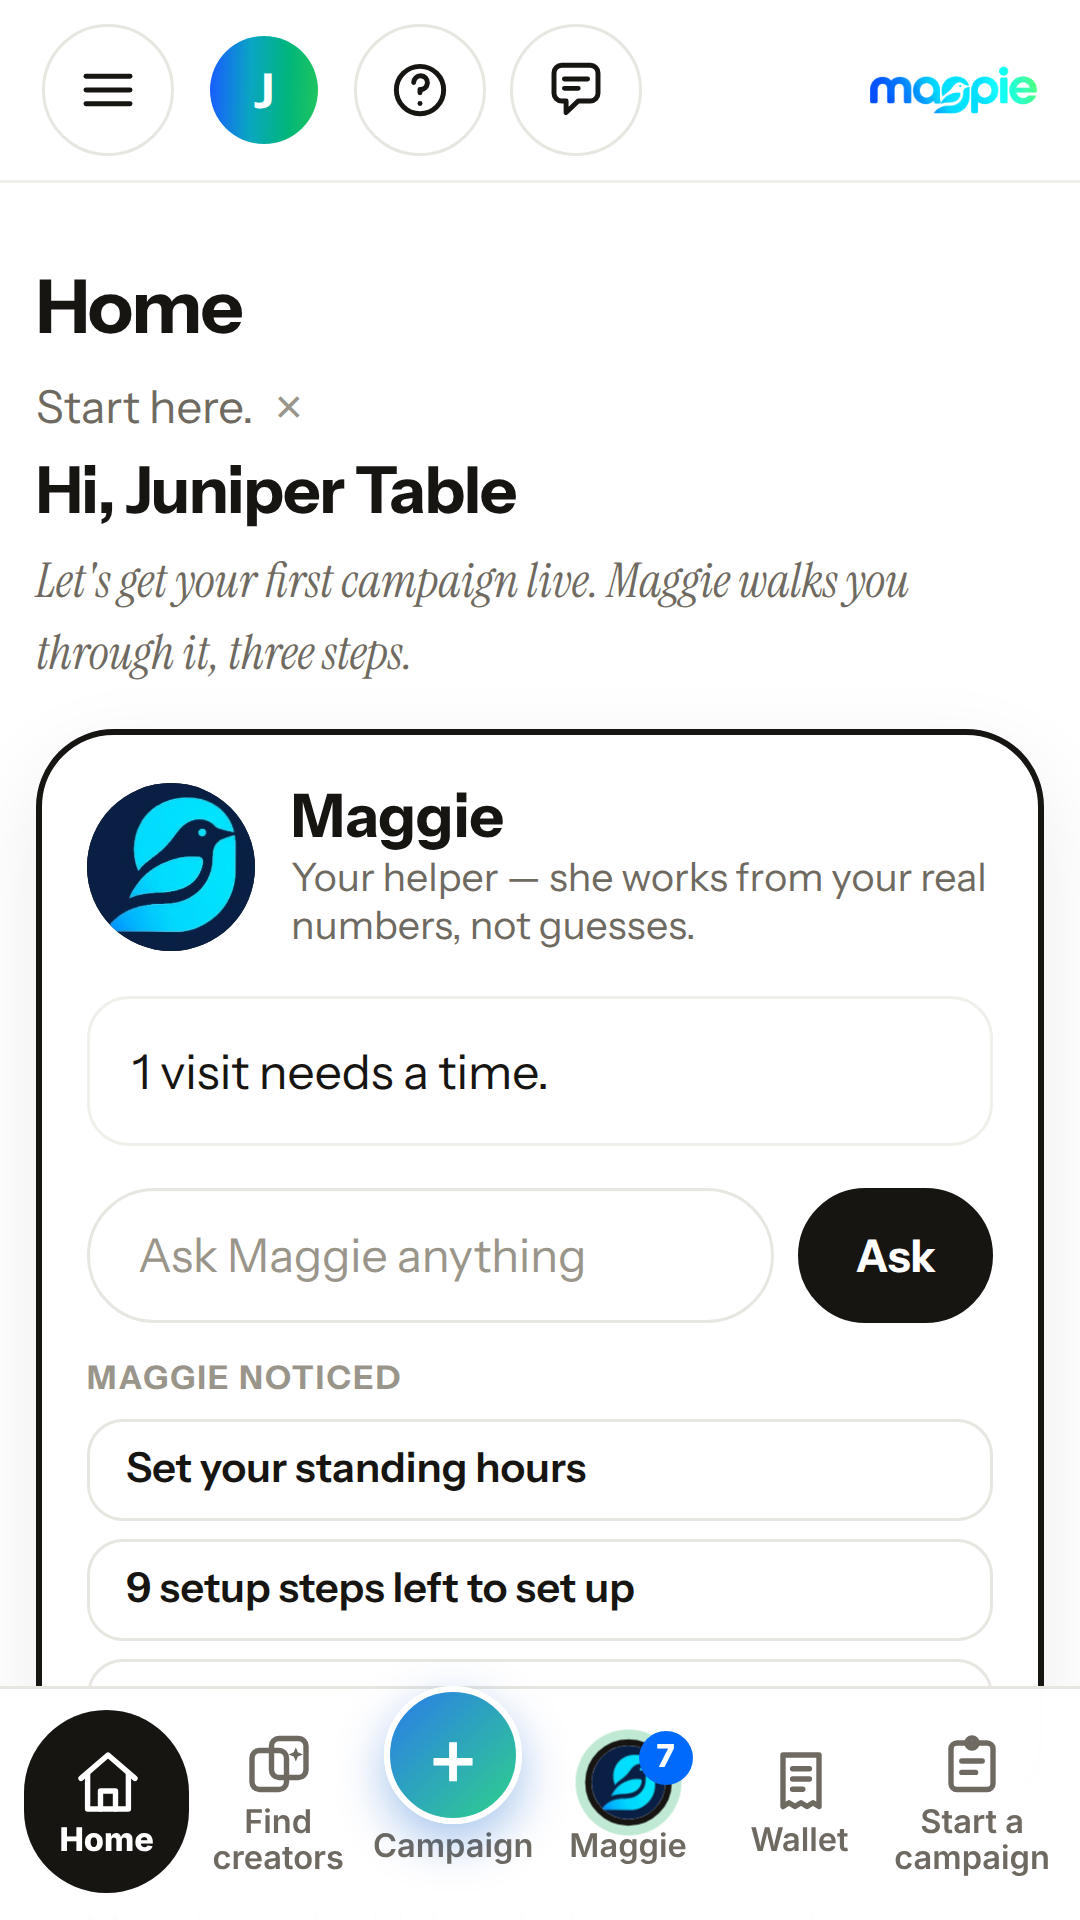 J
magpie
Home
Start here. ×
Hi, Juniper Table
Let's get your first campaign live. Maggie walks you
through it, three steps.
Maggie
Your helper — she works from your real
numbers, not guesses.
1 visit needs a time.
Ask Maggie anything
Ask
MAGGIE NOTICED
Set your standing hours
9 setup steps left to set up
7
Home
Find
creators
+
Campaign
Maggie
Wallet
Start a
campaign